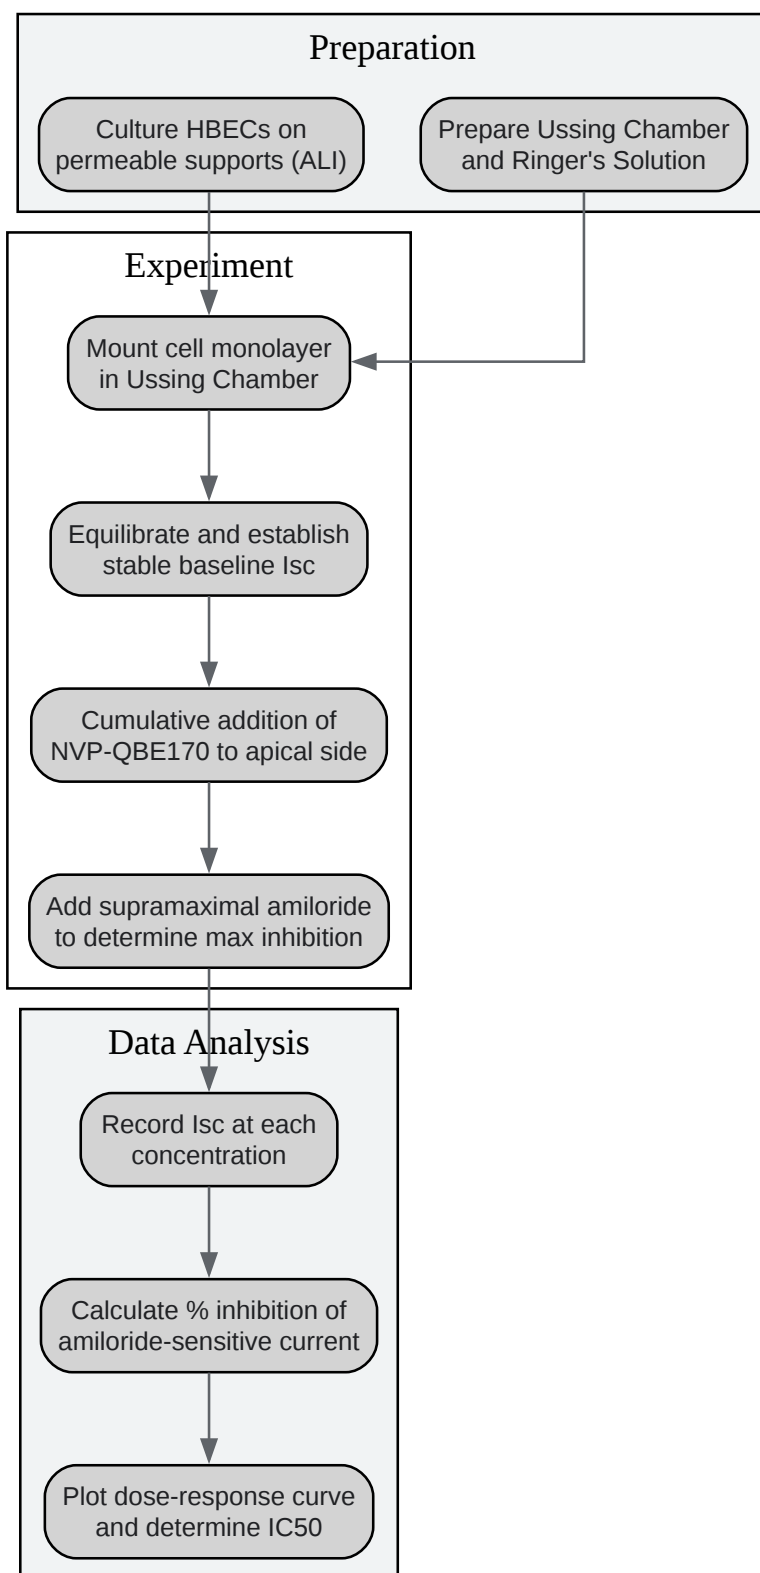 Preparation
Culture HBECs on
permeable supports (ALI)
Prepare Ussing Chamber
and Ringer's Solution
Experiment
Mount cell monolayer
in Ussing Chamber
Equilibrate and establish
stable baseline Isc
Cumulative addition of
NVP-QBE170 to apical side
Add supramaximal amiloride
to determine max inhibition
Data Analysis
Record Isc at each
concentration
Calculate % inhibition of
amiloride-sensitive current
Plot dose-response curve
and determine IC50